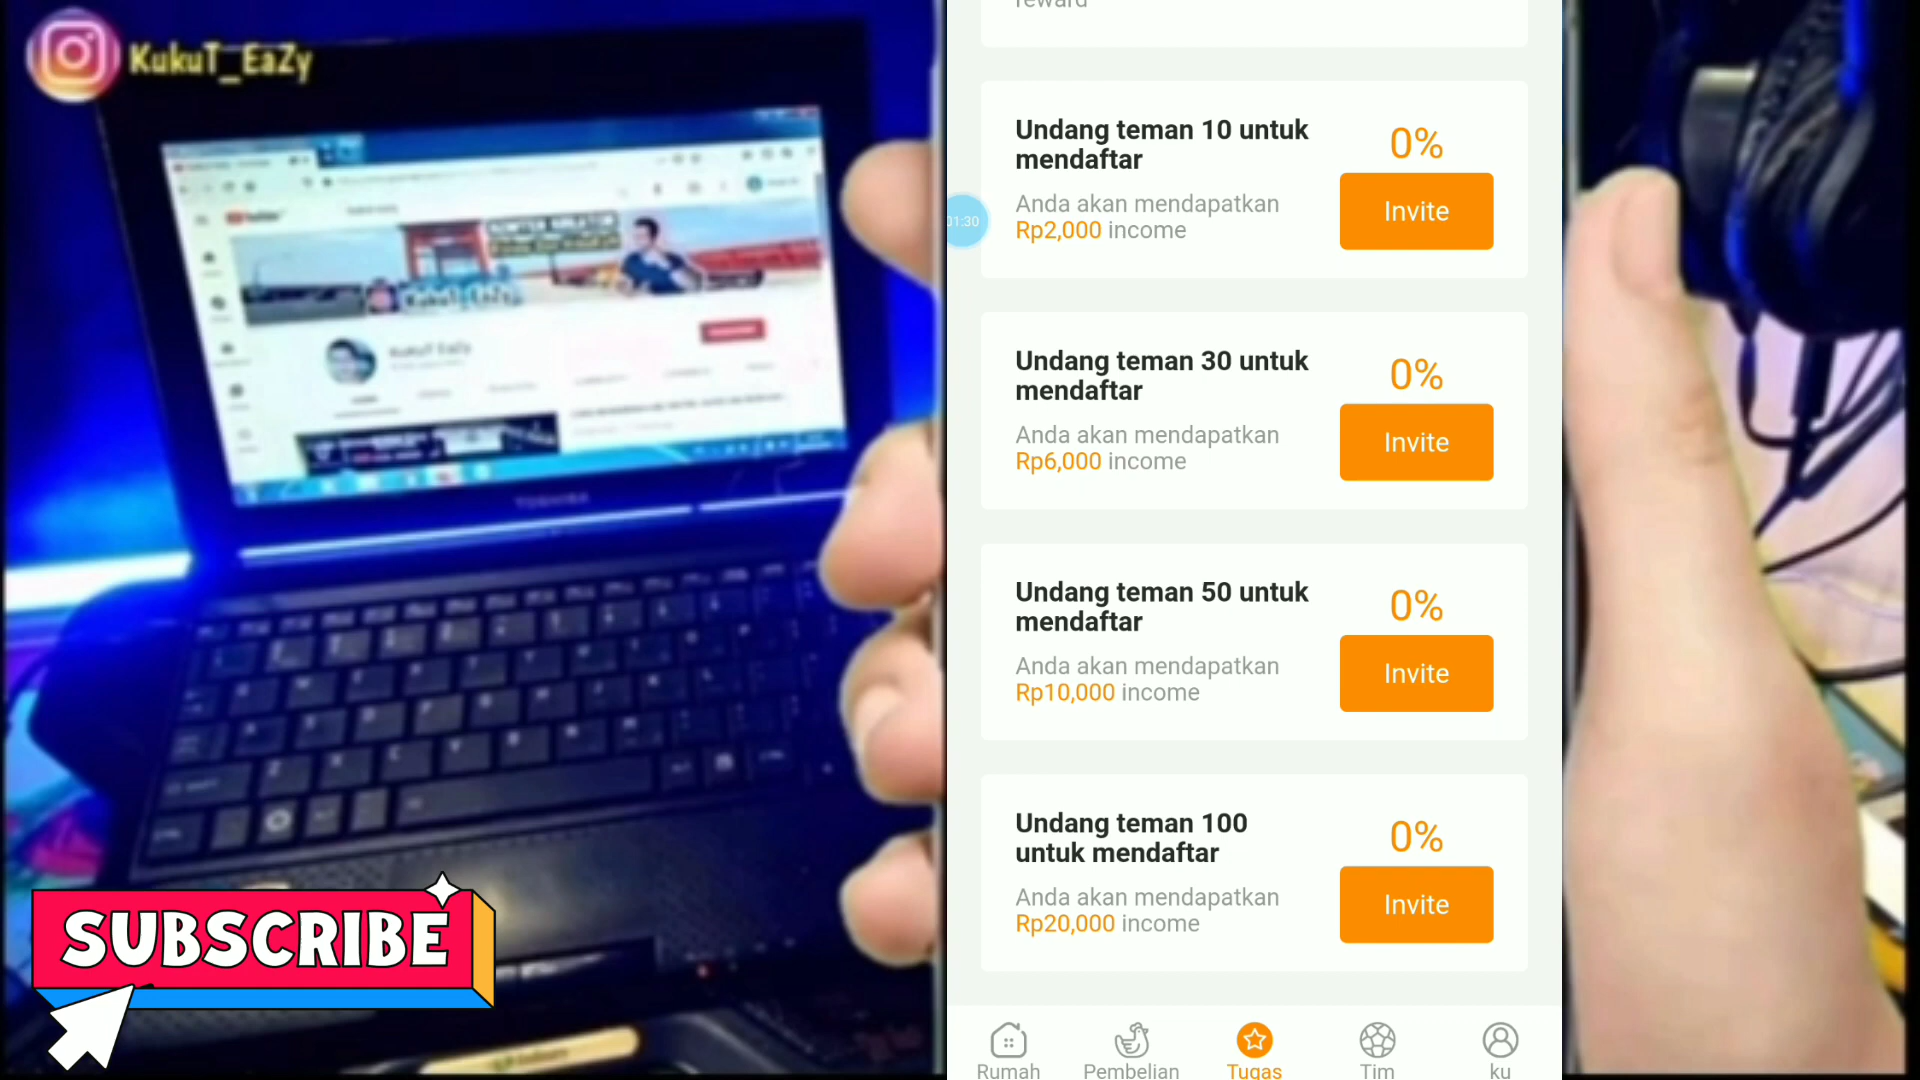 KukuT_EaZy
TOSHIBA
SUBSCRIBE
reward
Undang teman 10 untuk
mendaftar
Anda akan mendapatkan
Rp2,000 income
0%
Invite
01:30
Undang teman 30 untuk
mendaftar
Anda akan mendapatkan
Rp6,000 income
0%
Invite
Undang teman 50 untuk
mendaftar
Anda akan mendapatkan
Rp10,000 income
0%
Invite
Undang teman 100
untuk mendaftar
Anda akan mendapatkan
Rp20,000 income
0%
Invite
Rumah
Pembelian
Tugas
Tim
ku